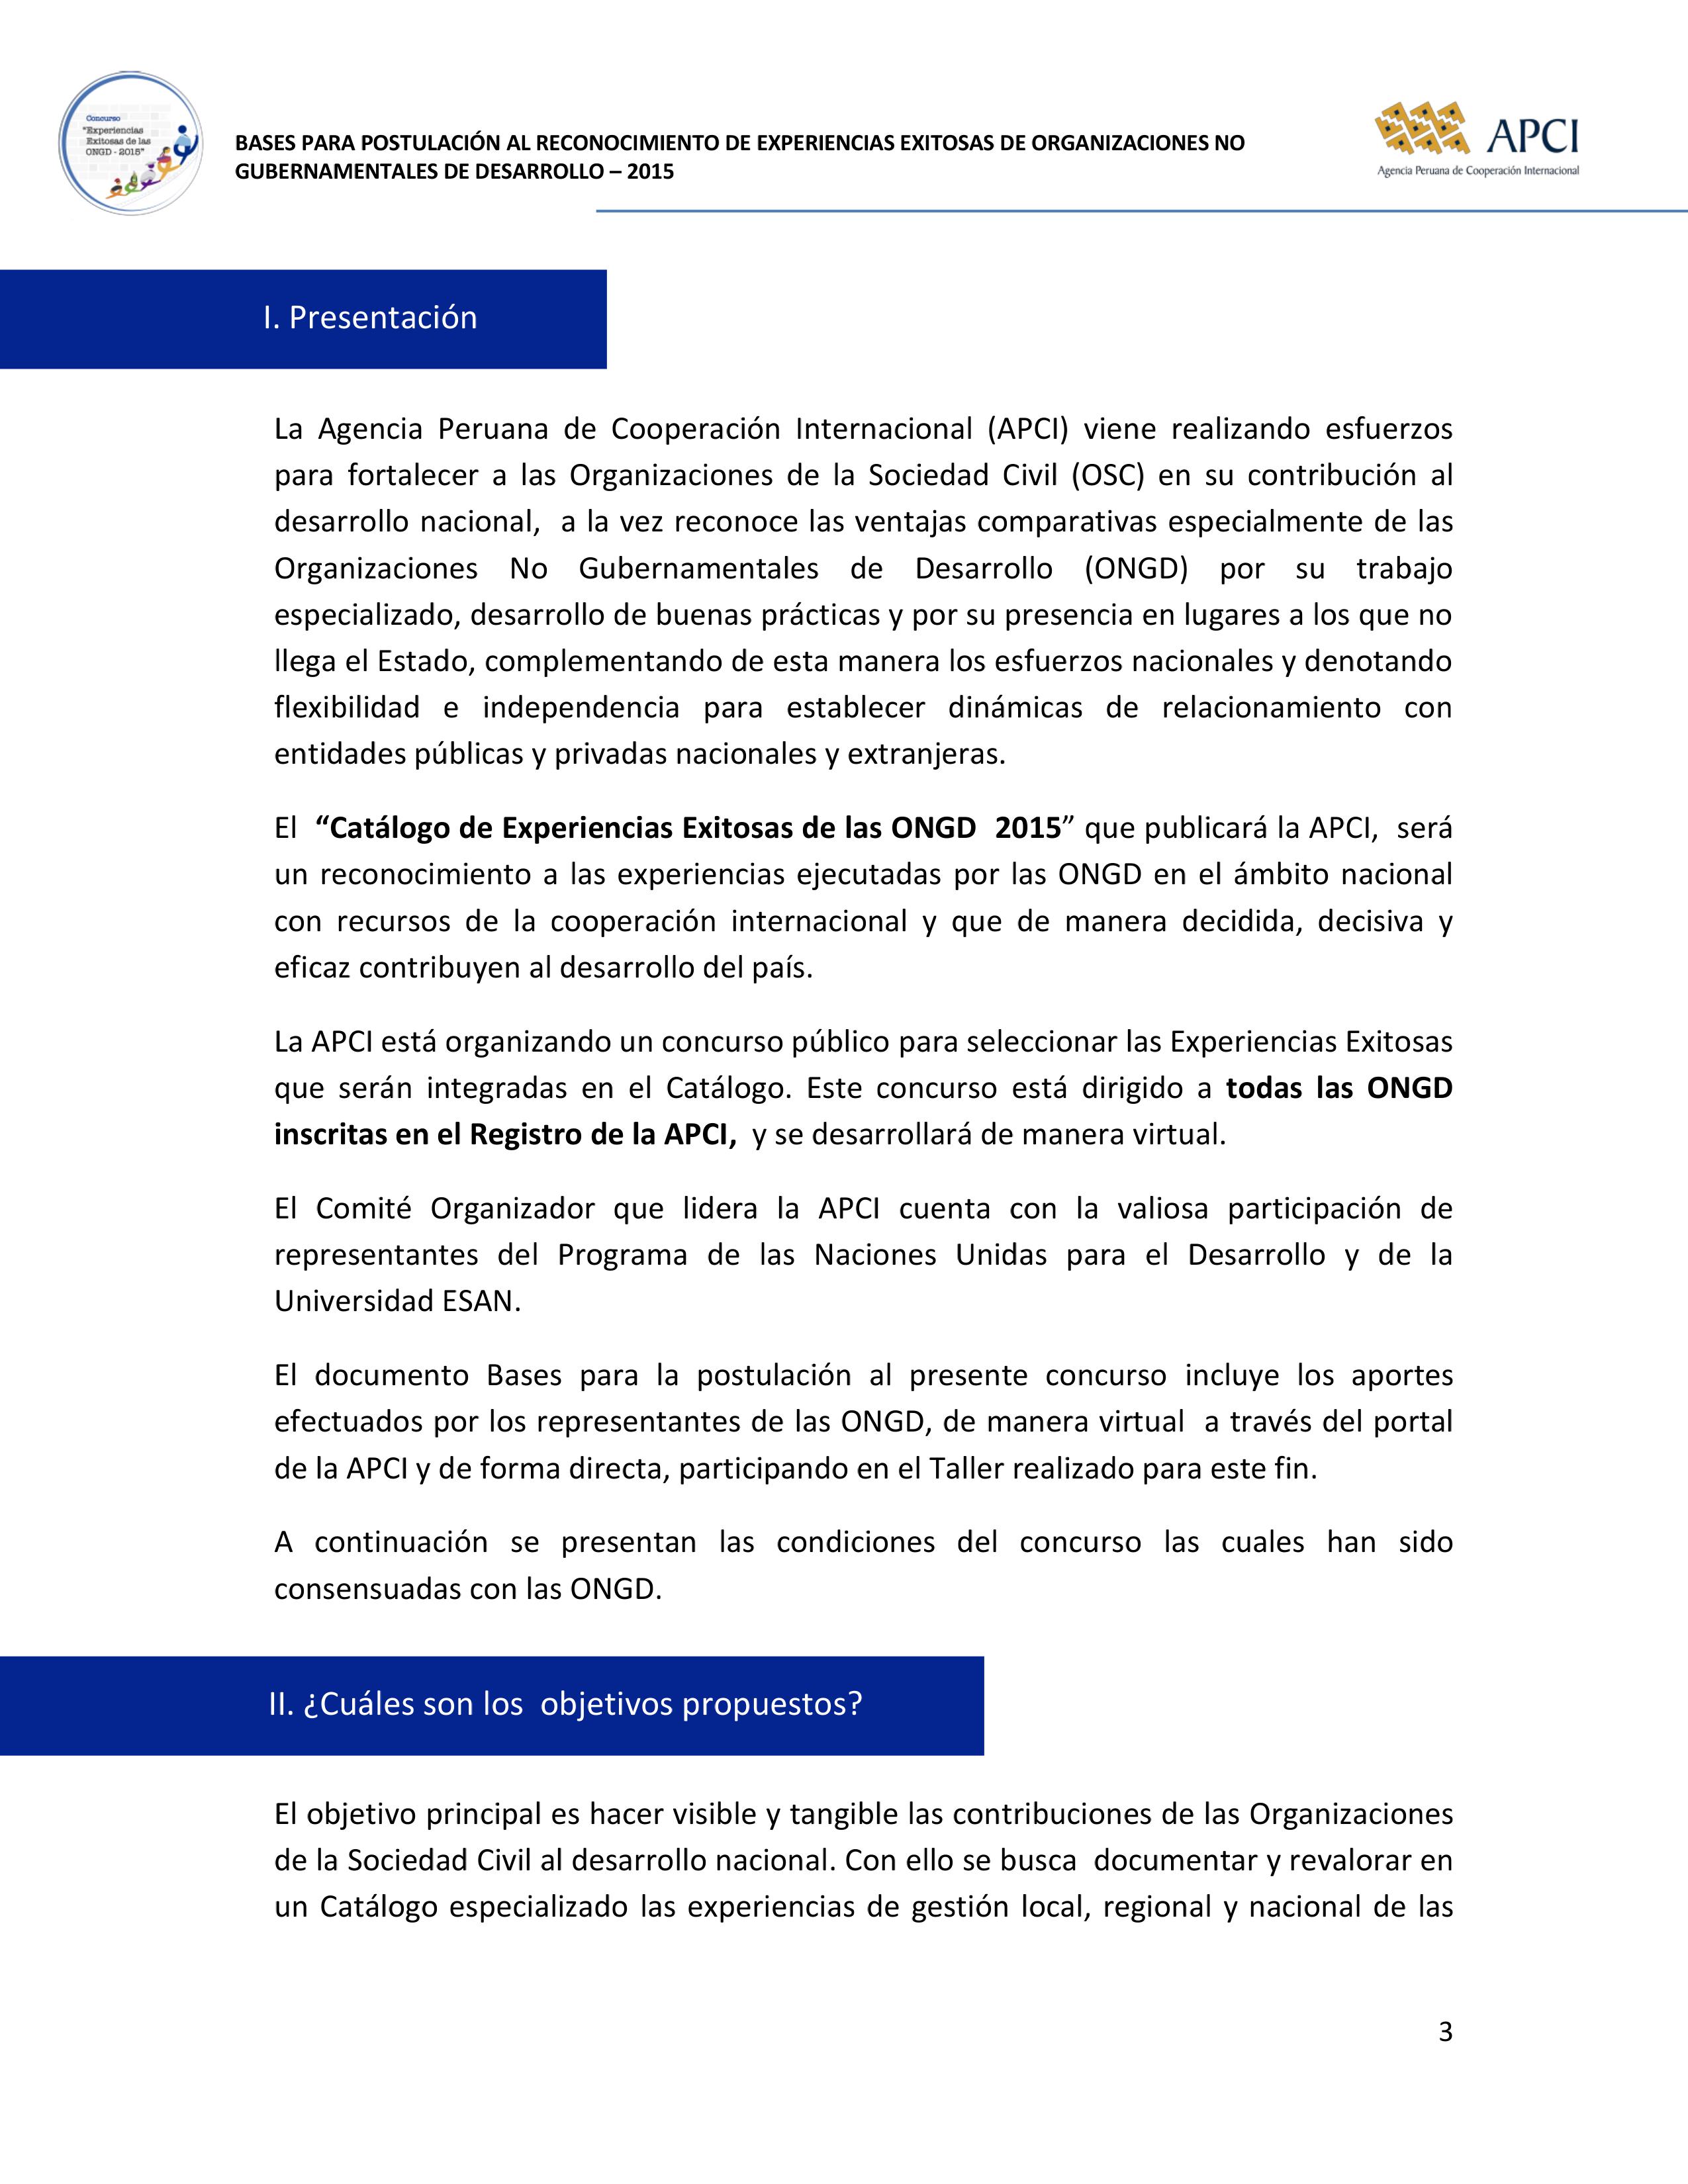 Concurso
"Experiencias
Exitosas de las
ONGD - 2015"
BASES PARA POSTULACIÓN AL RECONOCIMIENTO DE EXPERIENCIAS EXITOSAS DE ORGANIZACIONES NO
GUBERNAMENTALES DE DESARROLLO – 2015
APCI
Agencia Peruana de Cooperación Internacional
I. Presentación
La Agencia Peruana de Cooperación Internacional (APCI) viene realizando esfuerzos
para fortalecer a las Organizaciones de la Sociedad Civil (OSC) en su contribución al
desarrollo nacional,  a la vez reconoce las ventajas comparativas especialmente de las
Organizaciones No Gubernamentales de Desarrollo (ONGD) por su trabajo
especializado, desarrollo de buenas prácticas y por su presencia en lugares a los que no
llega el Estado, complementando de esta manera los esfuerzos nacionales y denotando
flexibilidad e independencia para establecer dinámicas de relacionamiento con
entidades públicas y privadas nacionales y extranjeras.
El  “Catálogo de Experiencias Exitosas de las ONGD  2015” que publicará la APCI,  será
un reconocimiento a las experiencias ejecutadas por las ONGD en el ámbito nacional
con recursos de la cooperación internacional y que de manera decidida, decisiva y
eficaz contribuyen al desarrollo del país.
La APCI está organizando un concurso público para seleccionar las Experiencias Exitosas
que serán integradas en el Catálogo. Este concurso está dirigido a todas las ONGD
inscritas en el Registro de la APCI,  y se desarrollará de manera virtual.
El Comité Organizador que lidera la APCI cuenta con la valiosa participación de
representantes del Programa de las Naciones Unidas para el Desarrollo y de la
Universidad ESAN.
El documento Bases para la postulación al presente concurso incluye los aportes
efectuados por los representantes de las ONGD, de manera virtual  a través del portal
de la APCI y de forma directa, participando en el Taller realizado para este fin.
A continuación se presentan las condiciones del concurso las cuales han sido
consensuadas con las ONGD.
II. ¿Cuáles son los  objetivos propuestos?
El objetivo principal es hacer visible y tangible las contribuciones de las Organizaciones
de la Sociedad Civil al desarrollo nacional. Con ello se busca  documentar y revalorar en
un Catálogo especializado las experiencias de gestión local, regional y nacional de las
3